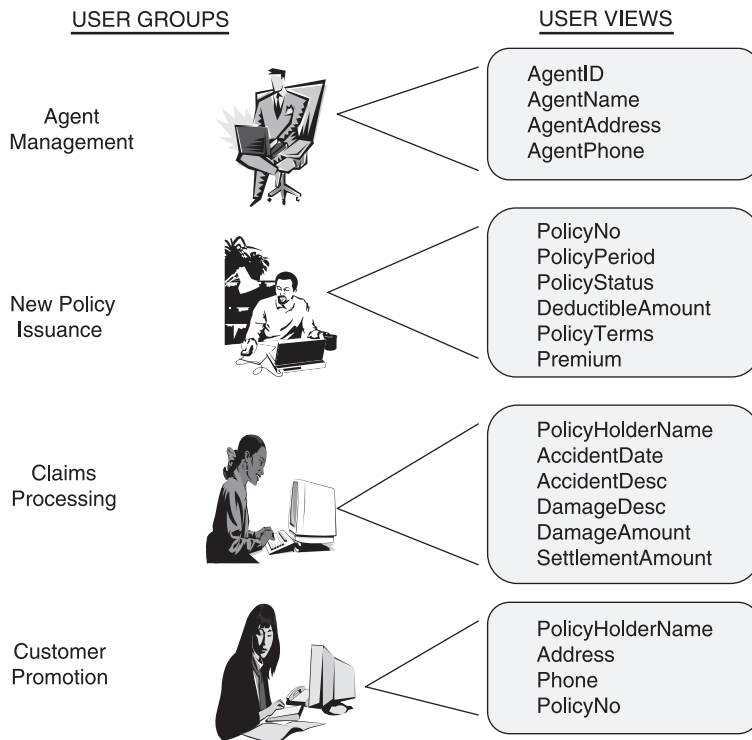 USER GROUPS
USER VIEWS
Agent
Management
AgentID
AgentName
AgentAddress
AgentPhone
New Policy
Issuance
PolicyNo
PolicyPeriod
PolicyStatus
DeductibleAmount
PolicyTerms
Premium
Claims
Processing
PolicyHolderName
AccidentDate
AccidentDesc
DamageDesc
DamageAmount
SettlementAmount
Customer
Promotion
PolicyHolderName
Address
Phone
PolicyNo